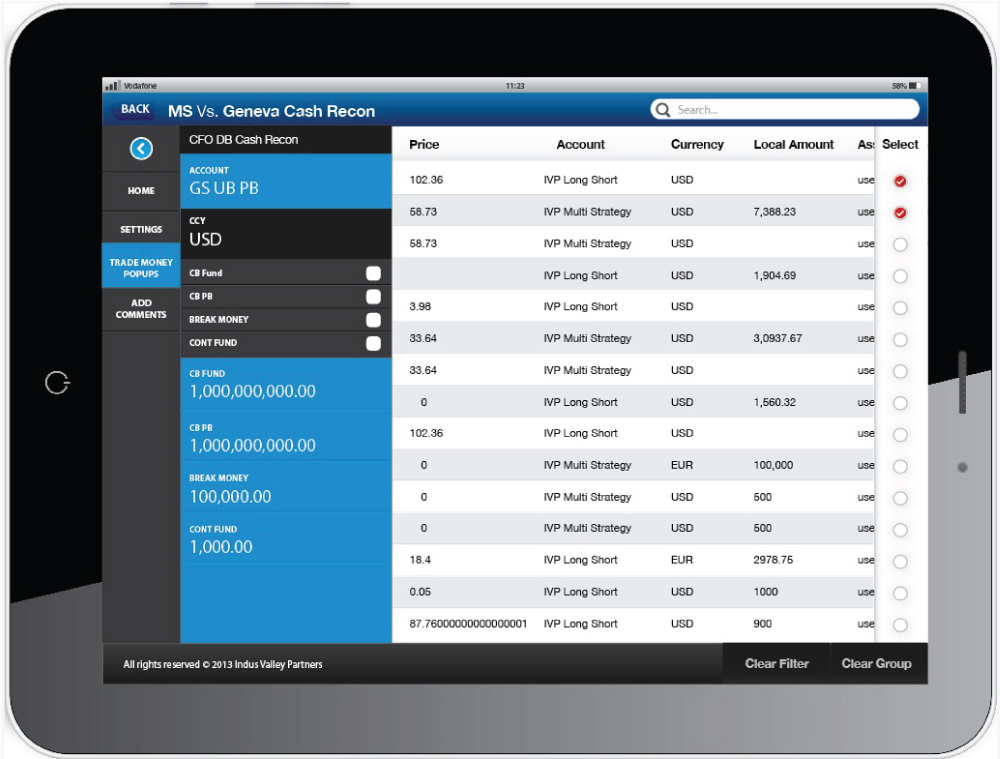 Vodafone 11:23 58%
BACK MS Vs. Geneva Cash Recon Search...
CFO DB Cash Recon
ACCOUNT
GS UB PB
CCY
USD
CB Fund
CB PB
BREAK MONEY
CONT FUND
CB FUND
1,000,000,000.00
CB PB
1,000,000,000.00
BREAK MONEY
100,000.00
CONT FUND
1,000.00
HOME
SETTINGS
TRADE MONEY
POPUPS
ADD
COMMENTS
Price Account Currency Local Amount Ass Select
102.36 IVP Long Short USD use
58.73 IVP Multi Strategy USD 7,388.23 use
58.73 IVP Multi Strategy USD use
IVP Long Short USD 1,904.69 use
3.98 IVP Long Short USD use
33.64 IVP Multi Strategy USD 3,0937.67 use
33.64 IVP Multi Strategy USD use
0 IVP Long Short USD 1,560.32 use
102.36 IVP Long Short USD use
0 IVP Multi Strategy EUR 100,000 use
0 IVP Multi Strategy USD 500 use
0 IVP Multi Strategy USD 500 use
18.4 IVP Long Short EUR 2978.75 use
0.05 IVP Long Short USD 1000 use
87.76000000000000001 IVP Long Short USD 900 use
All rights reserved © 2013 Indus Valley Partners Clear Filter Clear Group